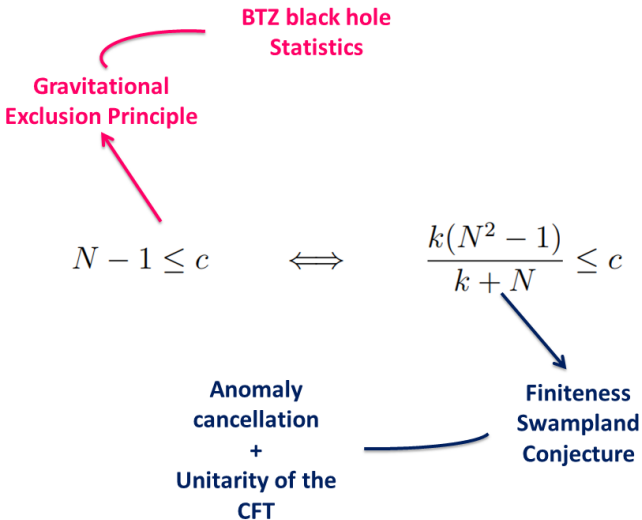 BTZ black hole
Statistics
Gravitational
Exclusion Principle
N − 1 ≤ c ⟺ k(N² − 1) / k + N ≤ c
Anomaly
cancellation
+
Unitarity of the
CFT
Finiteness
Swampland
Conjecture